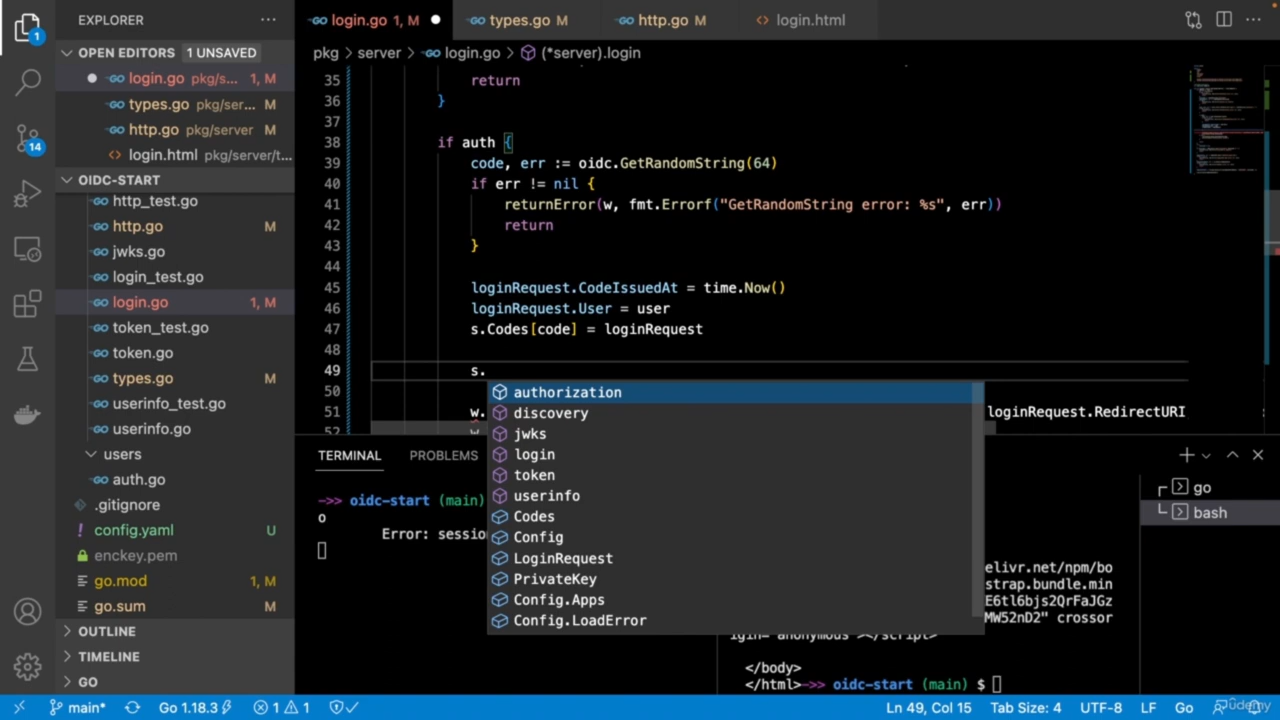 EXPLORER
OPEN EDITORS 1 UNSAVED
login.go pkg/s... 1, M
types.go pkg/ser... M
http.go pkg/server M
login.html pkg/server/t...
OIDC-START
http_test.go
http.go M
jwks.go
login_test.go
login.go 1, M
token_test.go
token.go
types.go M
userinfo_test.go
userinfo.go
users
auth.go
.gitignore
config.yaml U
enckey.pem
go.mod 1, M
go.sum M
OUTLINE
TIMELINE
GO
1
14
login.go 1, M
types.go M
http.go M
login.html
pkg > server > login.go > (*server).login
35 return
36 }
37
38 if auth {
39 code, err := oidc.GetRandomString(64)
40 if err != nil {
41 returnError(w, fmt.Errorf("GetRandomString error: %s", err))
42 return
43 }
44
45 loginRequest.CodeIssuedAt = time.Now()
46 loginRequest.User = user
47 s.Codes[code] = loginRequest
48
49 s.
50
51 w. loginRequest.RedirectURI
52 w
authorization
discovery
jwks
login
token
userinfo
Codes
Config
LoginRequest
PrivateKey
Config.Apps
Config.LoadError
TERMINAL PROBLEMS
->> oidc-start (main)
o
Error: session
elivr.net/npm/bo
strap.bundle.min
E6tl6bjs2QrFaJGz
MW52nD2" crossor
igin="anonymous"></script>
</body>
</html>->> oidc-start (main) $
go
bash
main* Go 1.18.3 1 1 Ln 49, Col 15 Tab Size: 4 UTF-8 LF Go
Udemy